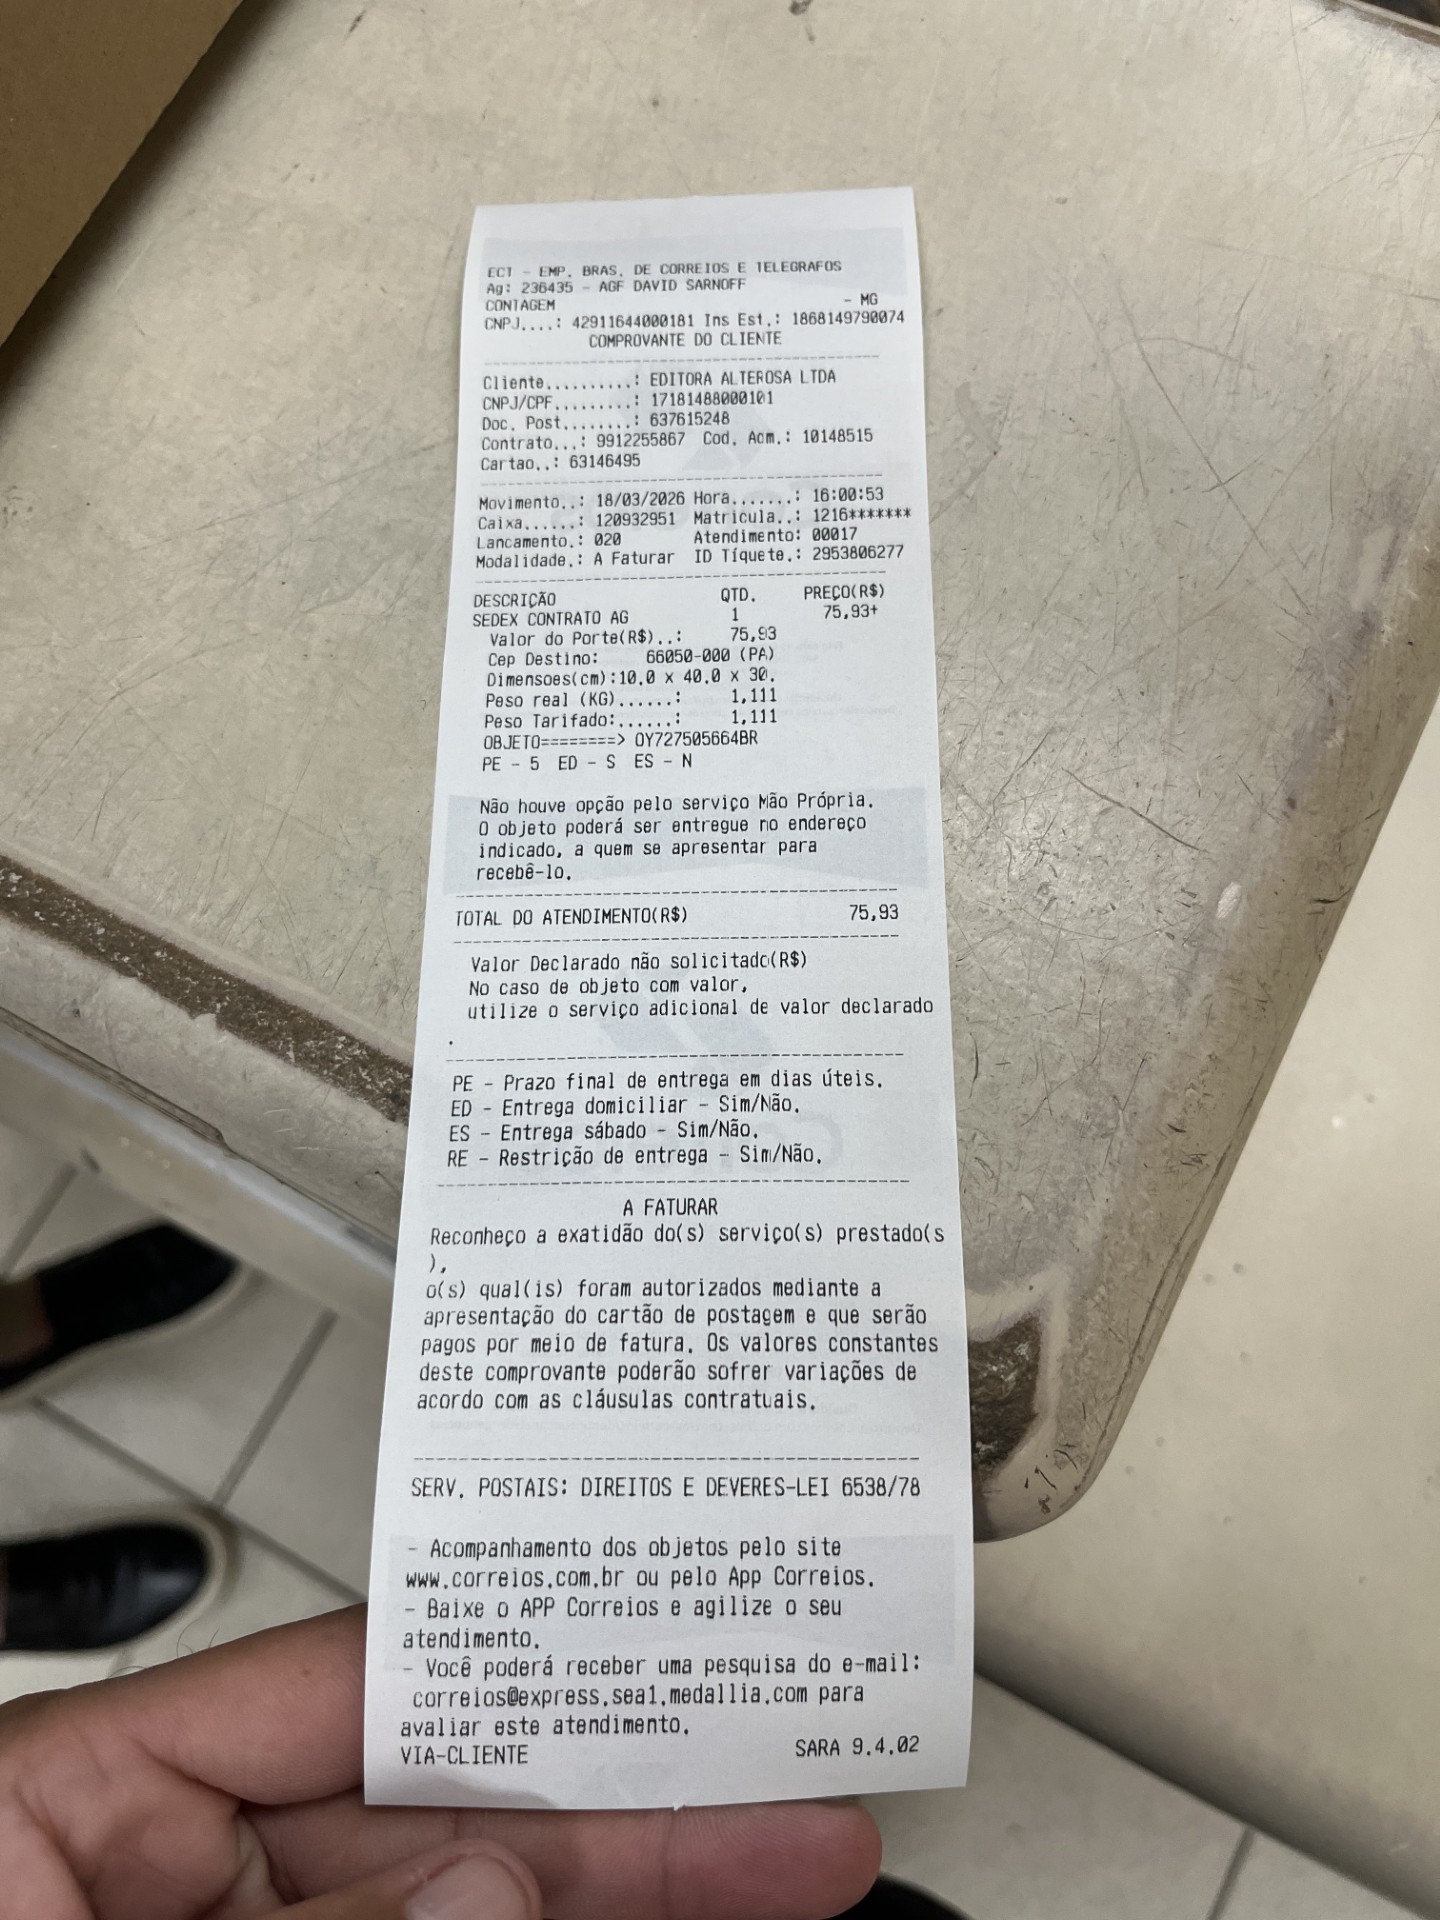 ECT - EMP. BRAS. DE CORREIOS E TELEGRAFOS
Ag: 236435 - AGF DAVID SARNOFF
CONTAGEM - MG
CNPJ....: 42911644000181 Ins Est.: 1868149790074
COMPROVANTE DO CLIENTE
Cliente..........: EDITORA ALTEROSA LTDA
CNPJ/CPF.........: 17181488000101
Doc. Post........: 637615248
Contrato...: 9912255867 Cod. Adm.: 10148515
Cartao..: 63146495
Movimento..: 18/03/2026 Hora.......: 16:00:53
Caixa......: 120932951 Matricula..: 1216*******
Lancamento.: 020 Atendimento: 00017
Modalidade.: A Faturar ID Tíquete.: 2953806277
DESCRIÇÃO QTD. PREÇO(R$)
SEDEX CONTRATO AG 1 75,93+
Valor do Porte(R$)..: 75,93
Cep Destino: 66050-000 (PA)
Dimensoes(cm):10.0 x 40.0 x 30.
Peso real (KG)......: 1,111
Peso Tarifado:......: 1,111
OBJETO========> OY727505664BR
PE - 5 ED - S ES - N
Não houve opção pelo serviço Mão Própria.
O objeto poderá ser entregue no endereço
indicado, a quem se apresentar para
recebê-lo.
TOTAL DO ATENDIMENTO(R$) 75,93
Valor Declarado não solicitado(R$)
No caso de objeto com valor,
utilize o serviço adicional de valor declarado
.
PE - Prazo final de entrega em dias úteis.
ED - Entrega domiciliar - Sim/Não.
ES - Entrega sábado - Sim/Não.
RE - Restrição de entrega - Sim/Não.
A FATURAR
Reconheço a exatidão do(s) serviço(s) prestado(s
),
o(s) qual(is) foram autorizados mediante a
apresentação do cartão de postagem e que serão
pagos por meio de fatura. Os valores constantes
deste comprovante poderão sofrer variações de
acordo com as cláusulas contratuais.
SERV. POSTAIS: DIREITOS E DEVERES-LEI 6538/78
- Acompanhamento dos objetos pelo site
www.correios.com.br ou pelo App Correios.
- Baixe o APP Correios e agilize o seu
atendimento.
- Você poderá receber uma pesquisa do e-mail:
correios@express.sea1.medallia.com para
avaliar este atendimento.
VIA-CLIENTE SARA 9.4.02